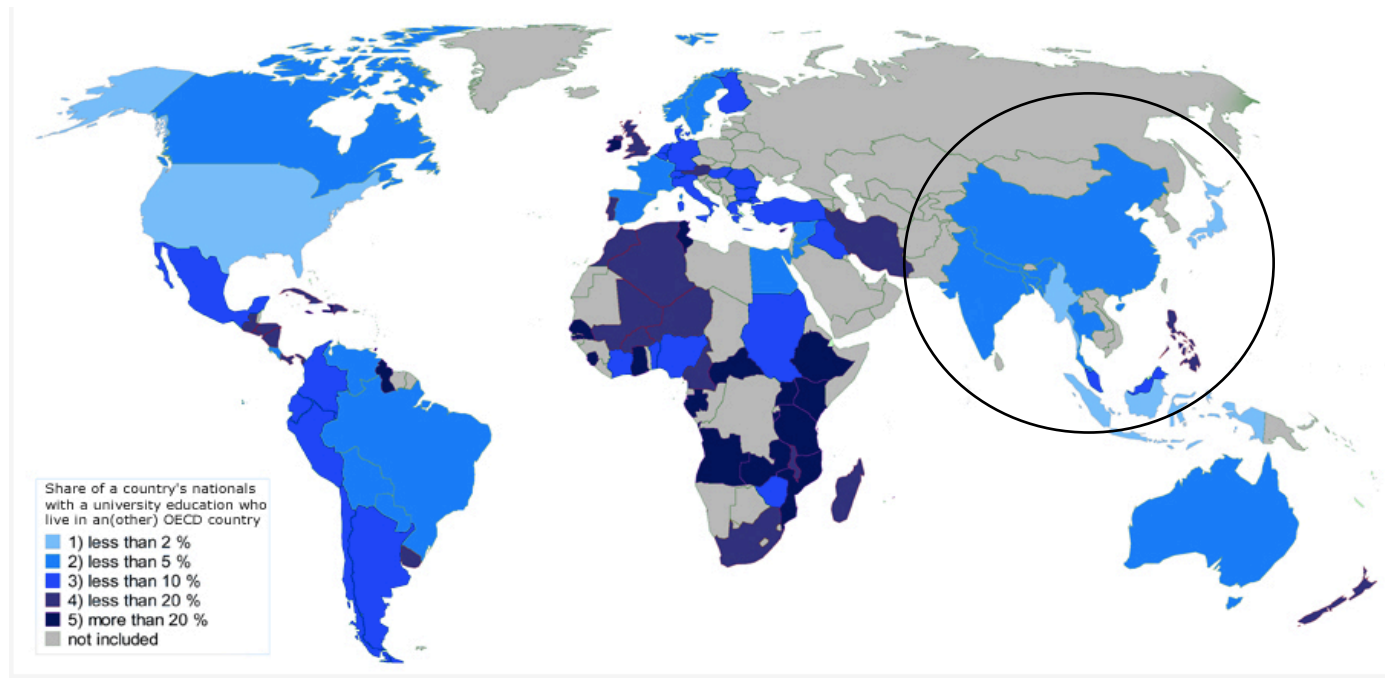 Share of a country's nationals
with a university education who
live in an(other) OECD country
1) less than 2 %
2) less than 5 %
3) less than 10 %
4) less than 20 %
5) more than 20 %
not included